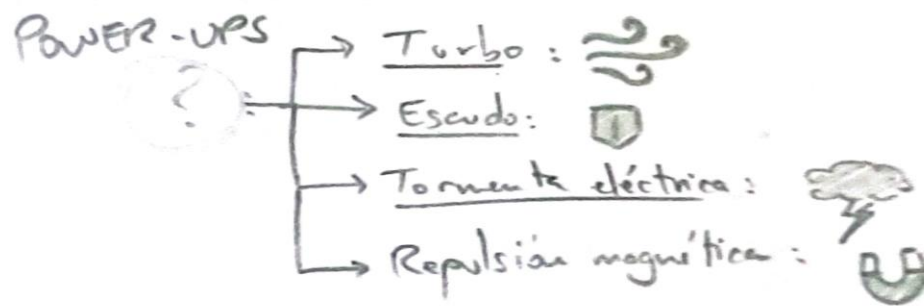 POWER-UPS
?:
Turbo:
Escudo:
Tormenta eléctrica:
Repulsión magnética: